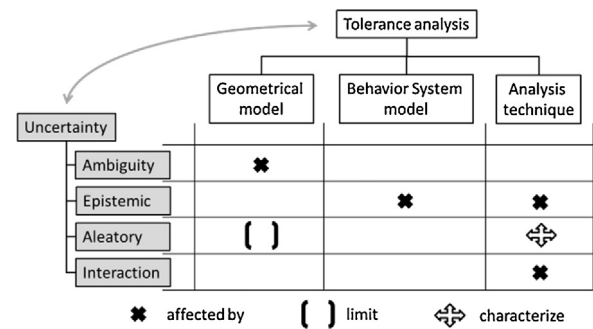 Tolerance analysis
Geometrical
model
Behavior System
model
Analysis
technique
Uncertainty
Ambiguity
Epistemic
Aleatory
Interaction
affected by
limit
characterize